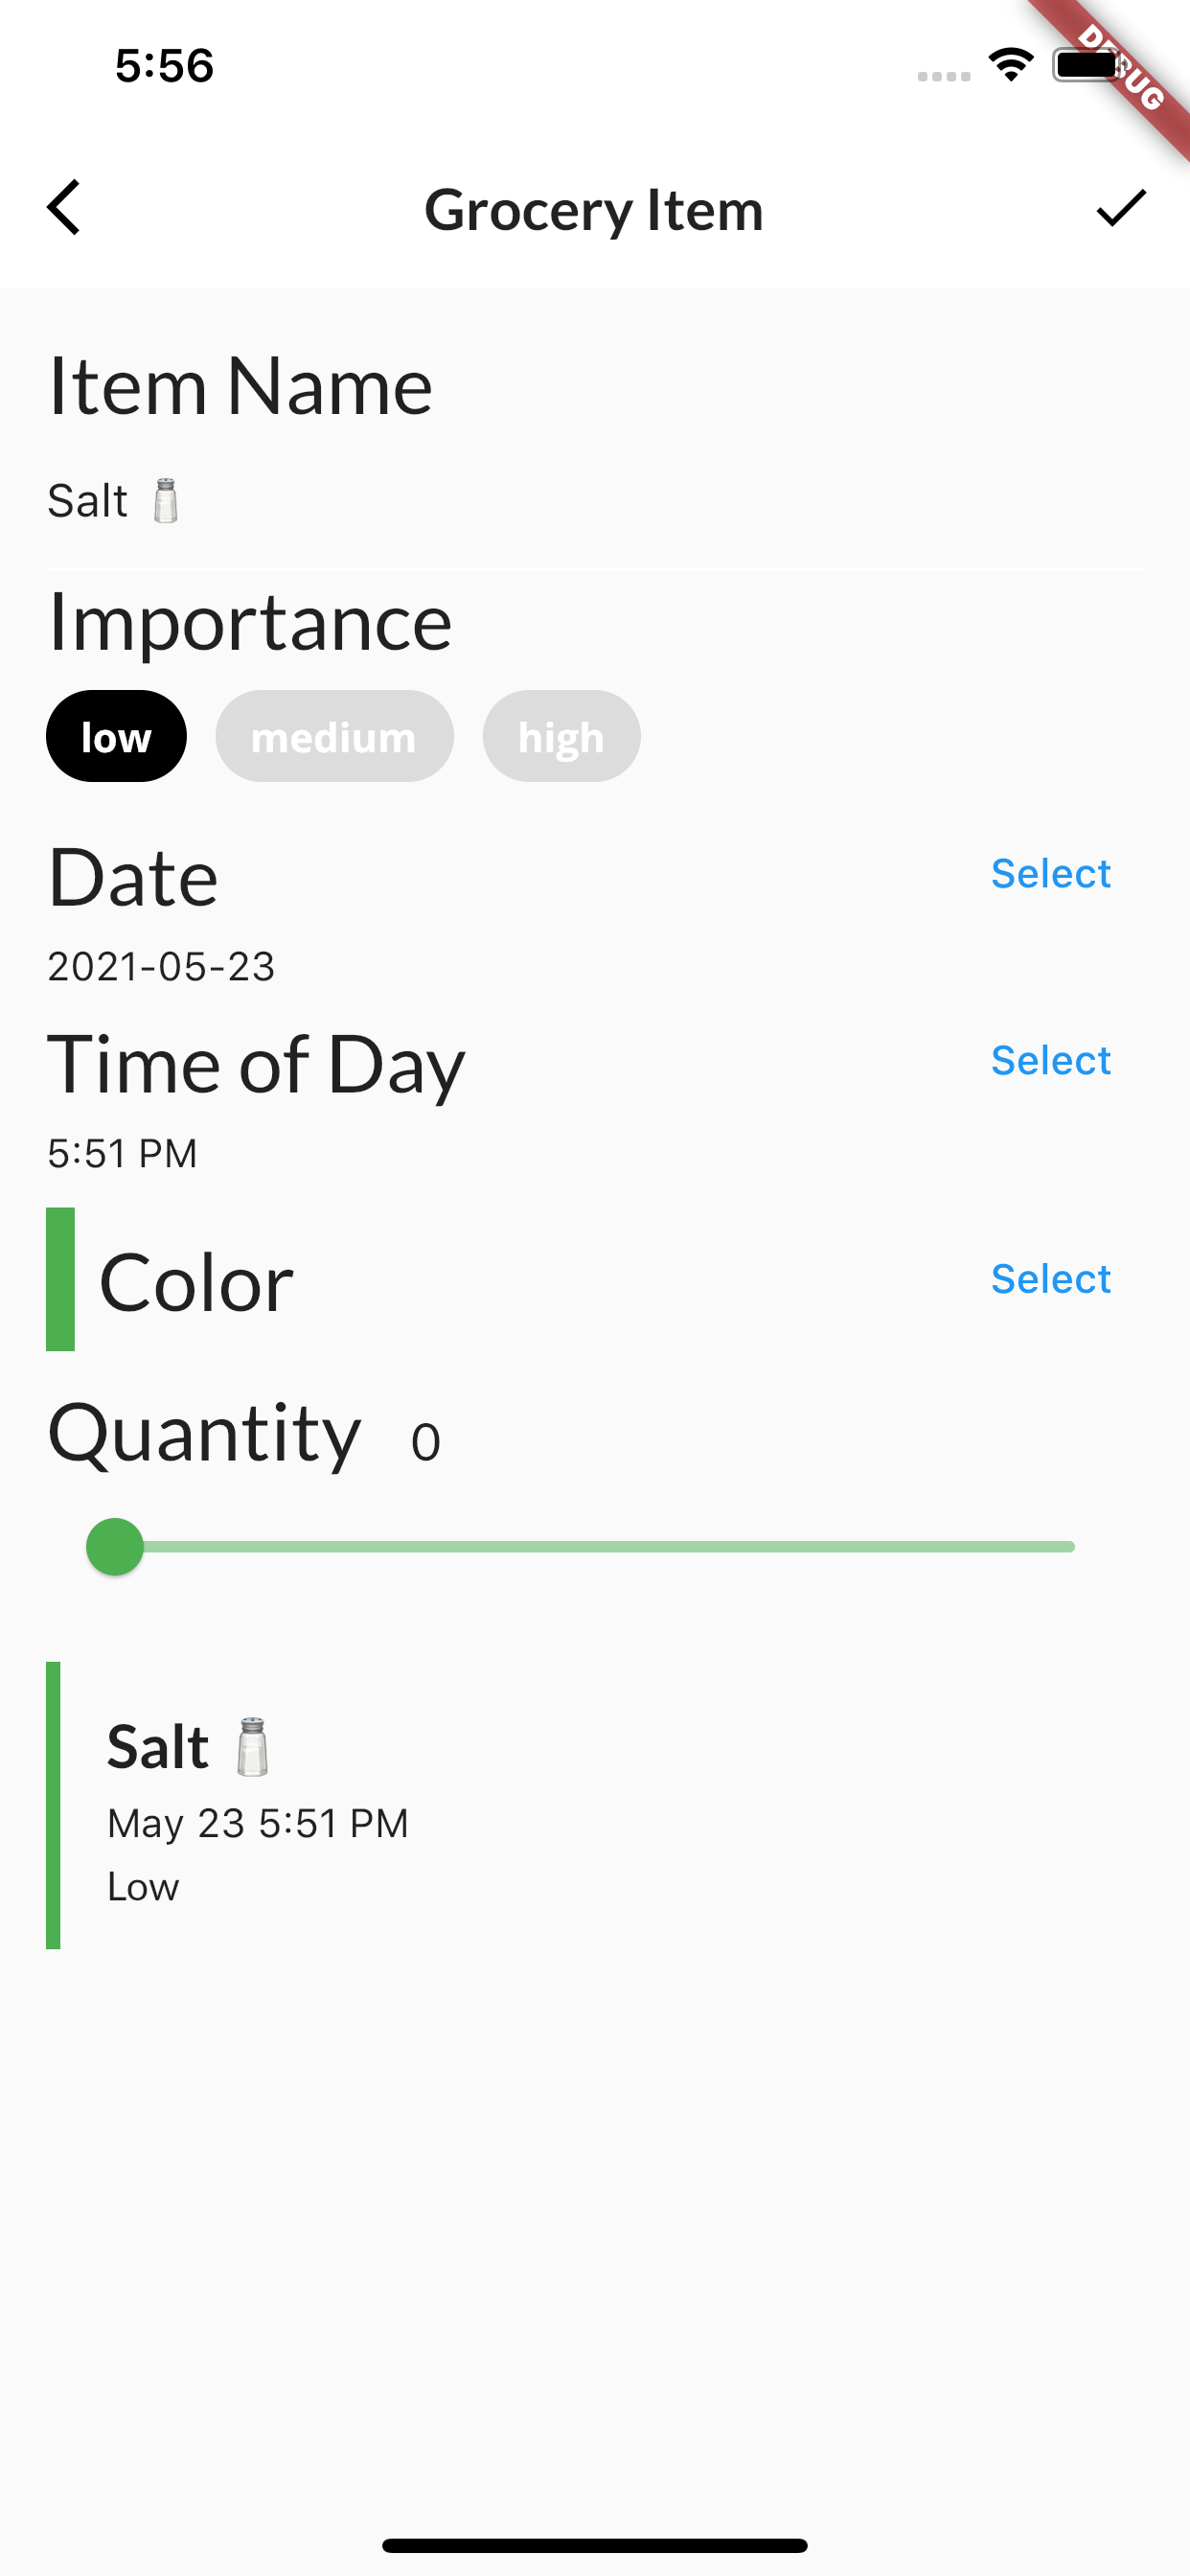 5:56
DEBUG
Grocery Item
Item Name
Salt 🧂
Importance
low medium high
Date Select
2021-05-23
Time of Day Select
5:51 PM
Color Select
Quantity 0
Salt 🧂
May 23 5:51 PM
Low